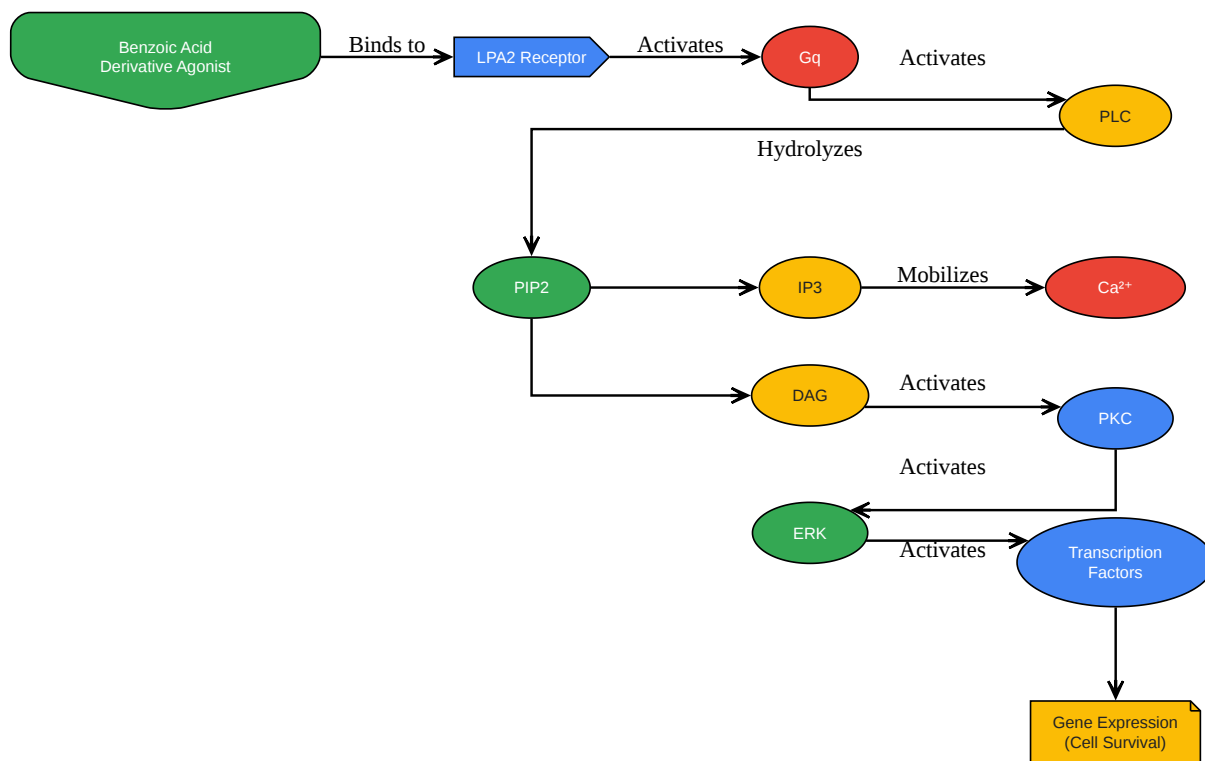 Benzoic Acid
Derivative Agonist
Binds to
LPA2 Receptor
Activates
Gq
Activates
PLC
Hydrolyzes
PIP2
IP3
Mobilizes
Ca²⁺
DAG
Activates
PKC
Activates
ERK
Activates
Transcription
Factors
Gene Expression
(Cell Survival)